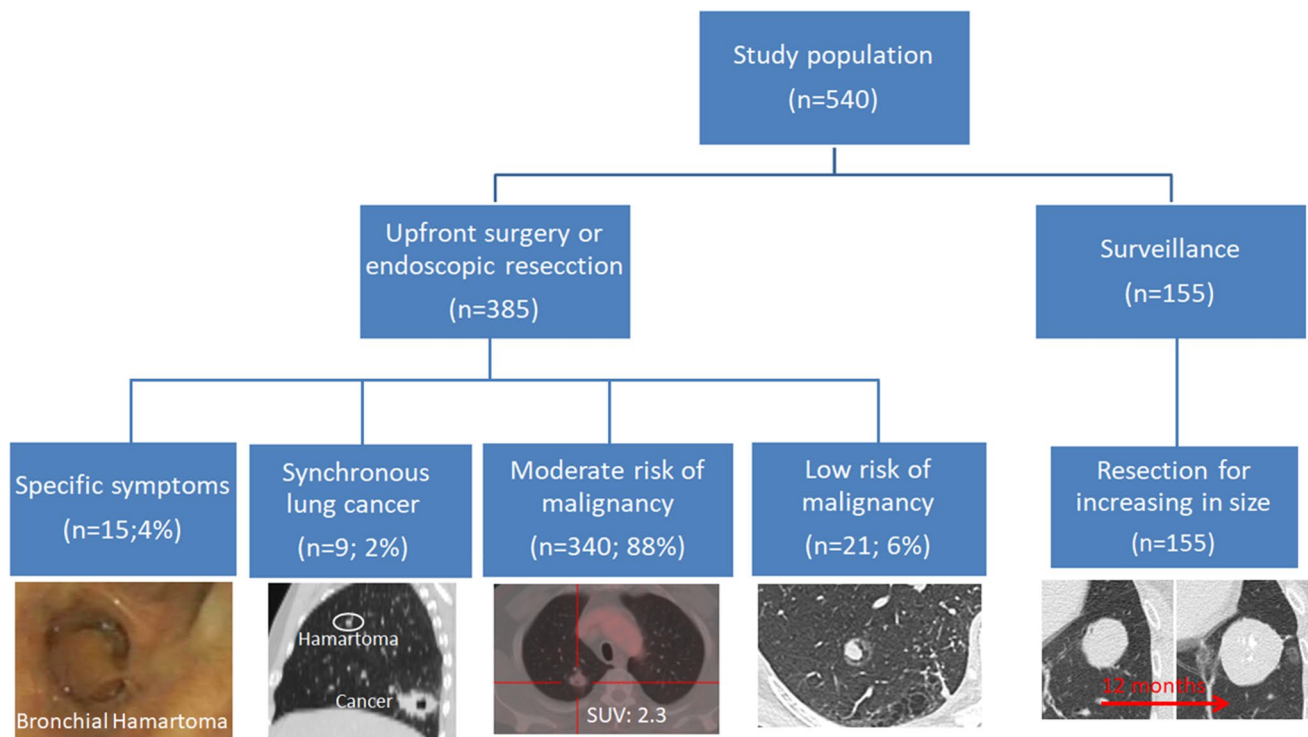 Study population
(n=540)
Upfront surgery or
endoscopic resecction
(n=385)
Surveillance
(n=155)
Specific symptoms
(n=15;4%)
Synchronous
lung cancer
(n=9; 2%)
Moderate risk of
malignancy
(n=340; 88%)
Low risk of
malignancy
(n=21; 6%)
Resection for
increasing in size
(n=155)
Bronchial Hamartoma
Hamartoma
Cancer
SUV: 2.3
12 months